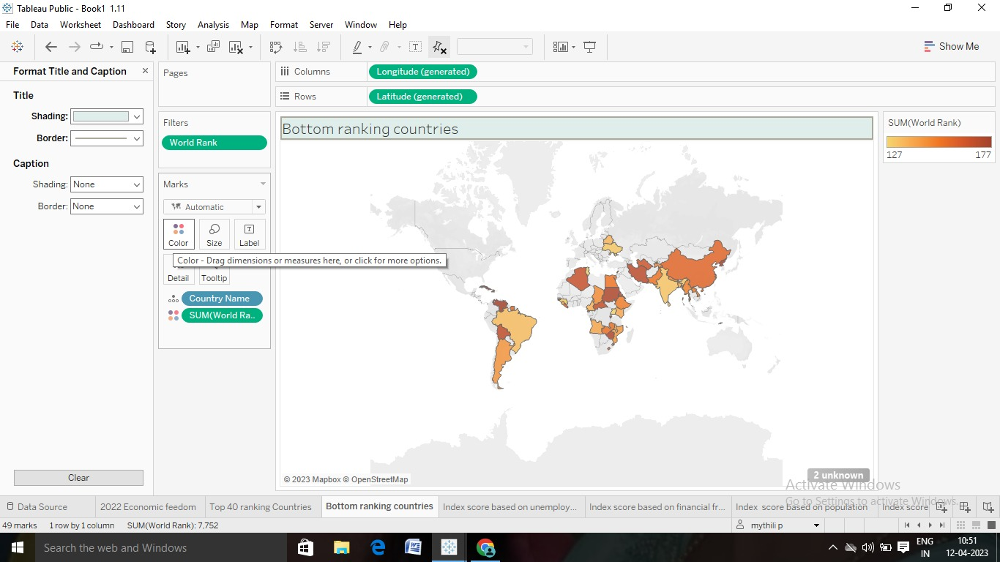 Tableau Public - Book1 1.11
File Data Worksheet Dashboard Story Analysis Map Format Server Window Help
Show Me
Format Title and Caption
Title
Shading:
Border:
Caption
Shading: None
Border: None
Clear
Pages
Filters
World Rank
Marks
Automatic
Color Size Label
Color - Drag dimensions or measures here, or click for more options.
Detail Tooltip
Country Name
SUM(World Ra..
Columns Longitude (generated)
Rows Latitude (generated)
Bottom ranking countries
© 2023 Mapbox © OpenStreetMap
2 unknown
SUM(World Rank)
127 177
Activate Windows
Go to Settings to activate Windows.
Data Source 2022 Economic feedom Top 40 ranking Countries Bottom ranking countries Index score based on unemploy... Index score based on financial fr... Index score based on population Index score
49 marks 1 row by 1 column SUM(World Rank): 7,752 mythili p
Search the web and Windows
ENG
IN
10:51
12-04-2023